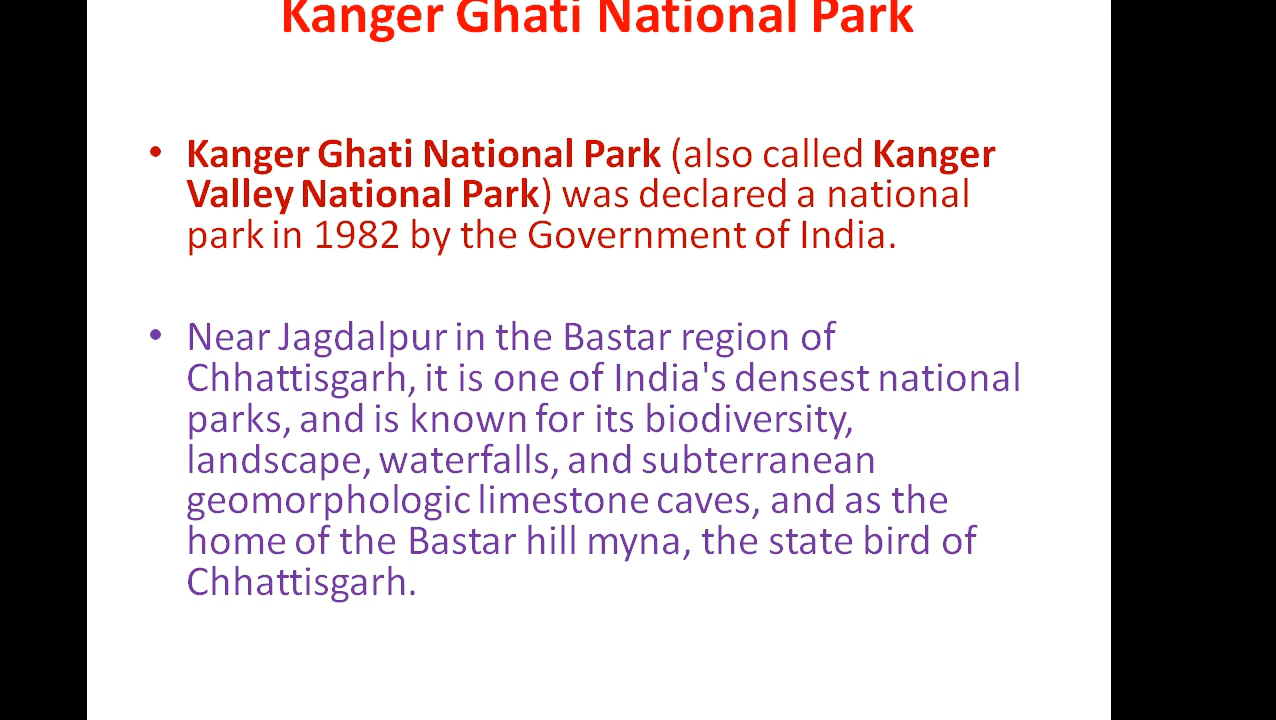 Kanger Ghati National Park
• Kanger Ghati National Park (also called Kanger
Valley National Park) was declared a national
park in 1982 by the Government of India.
• Near Jagdalpur in the Bastar region of
Chhattisgarh, it is one of India's densest national
parks, and is known for its biodiversity,
landscape, waterfalls, and subterranean
geomorphologic limestone caves, and as the
home of the Bastar hill myna, the state bird of
Chhattisgarh.